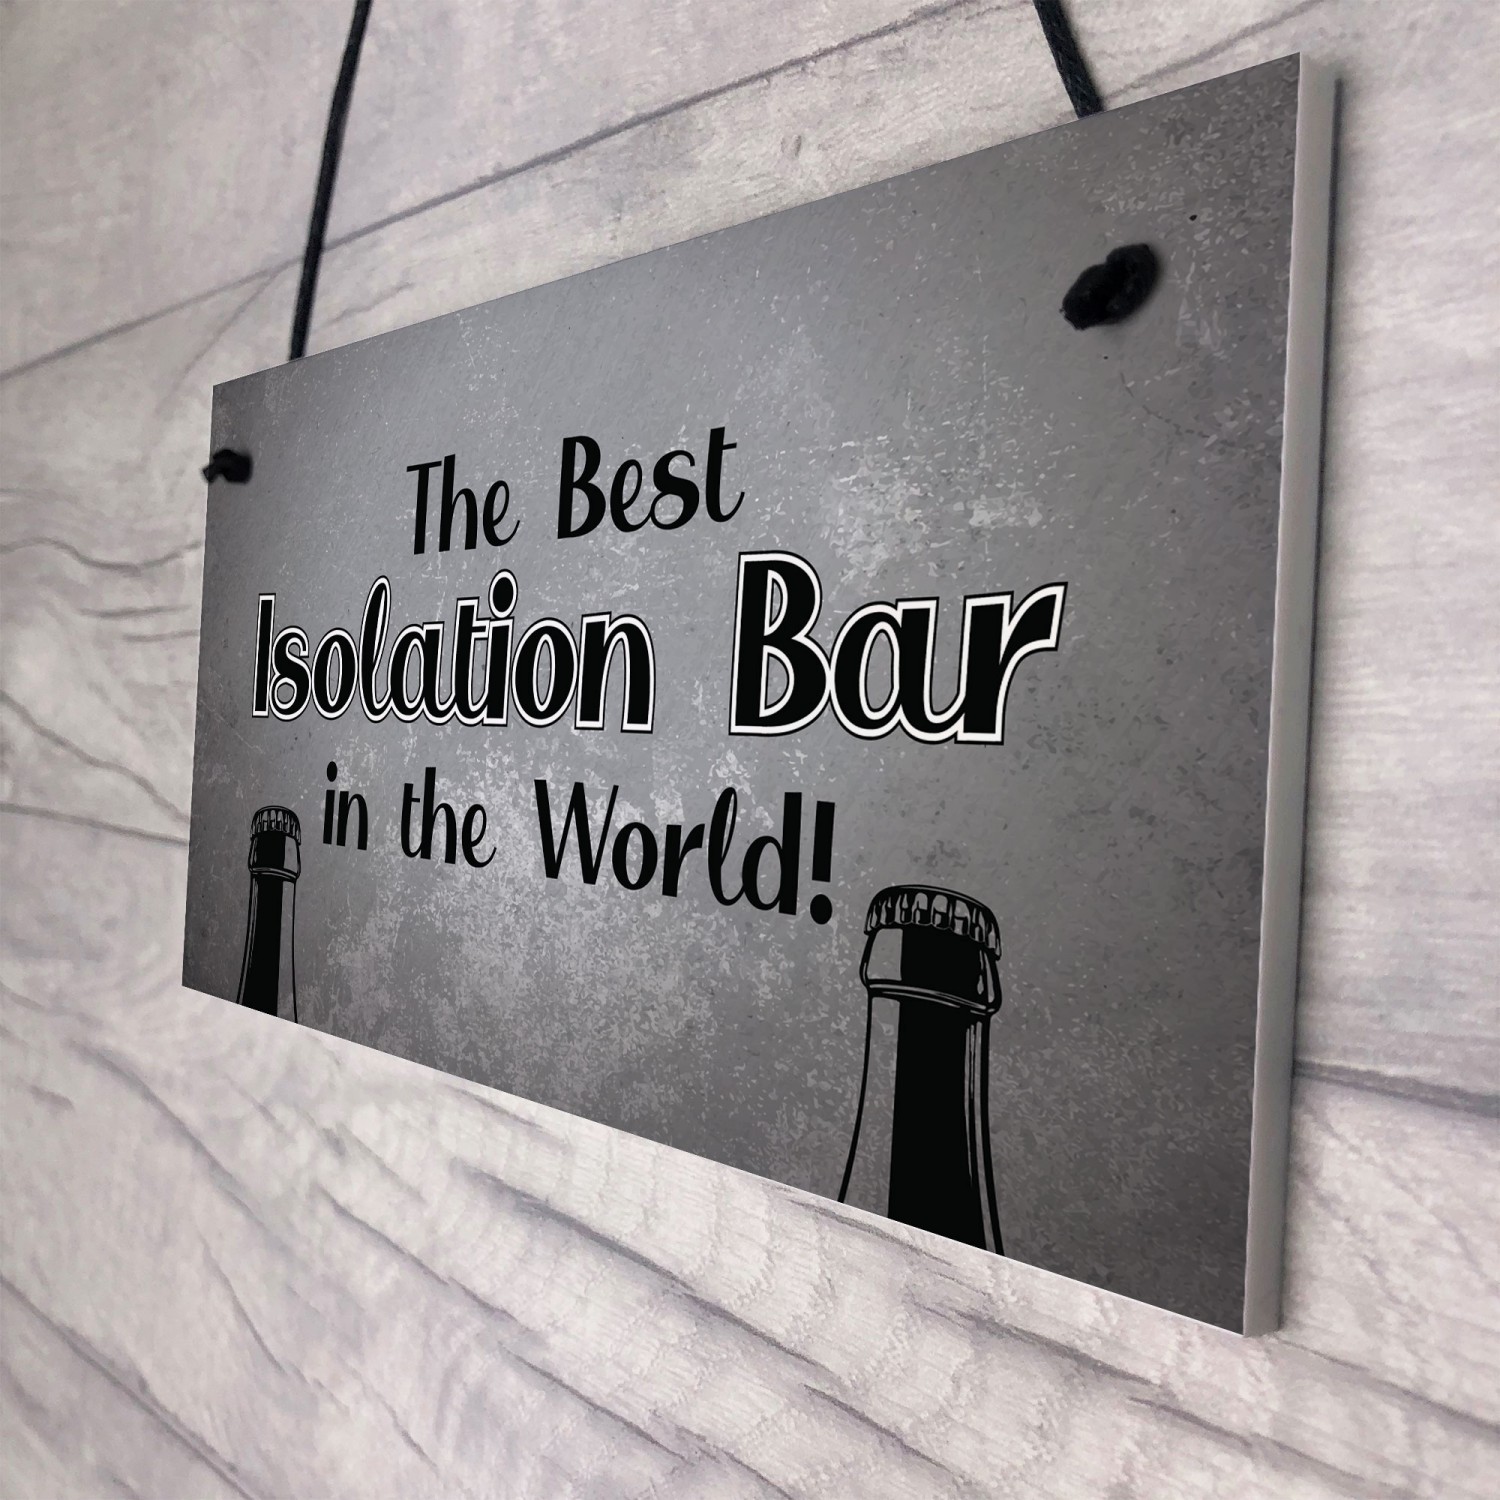 The Best
Isolation Bar
in the World!